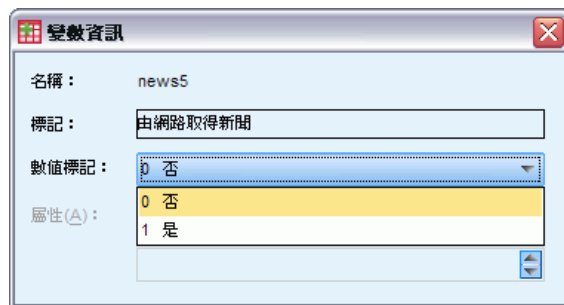 變數資訊
名稱： news5
標記： 由網路取得新聞
數值標記： 0 否
0 否
1 是
屬性(A)：